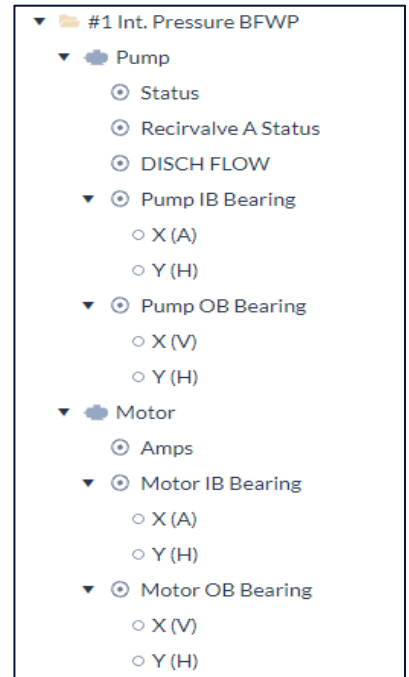 #1 Int. Pressure BFWP
Pump
Status
Recirvalve A Status
DISCH FLOW
Pump IB Bearing
X (A)
Y (H)
Pump OB Bearing
X (V)
Y (H)
Motor
Amps
Motor IB Bearing
X (A)
Y (H)
Motor OB Bearing
X (V)
Y (H)